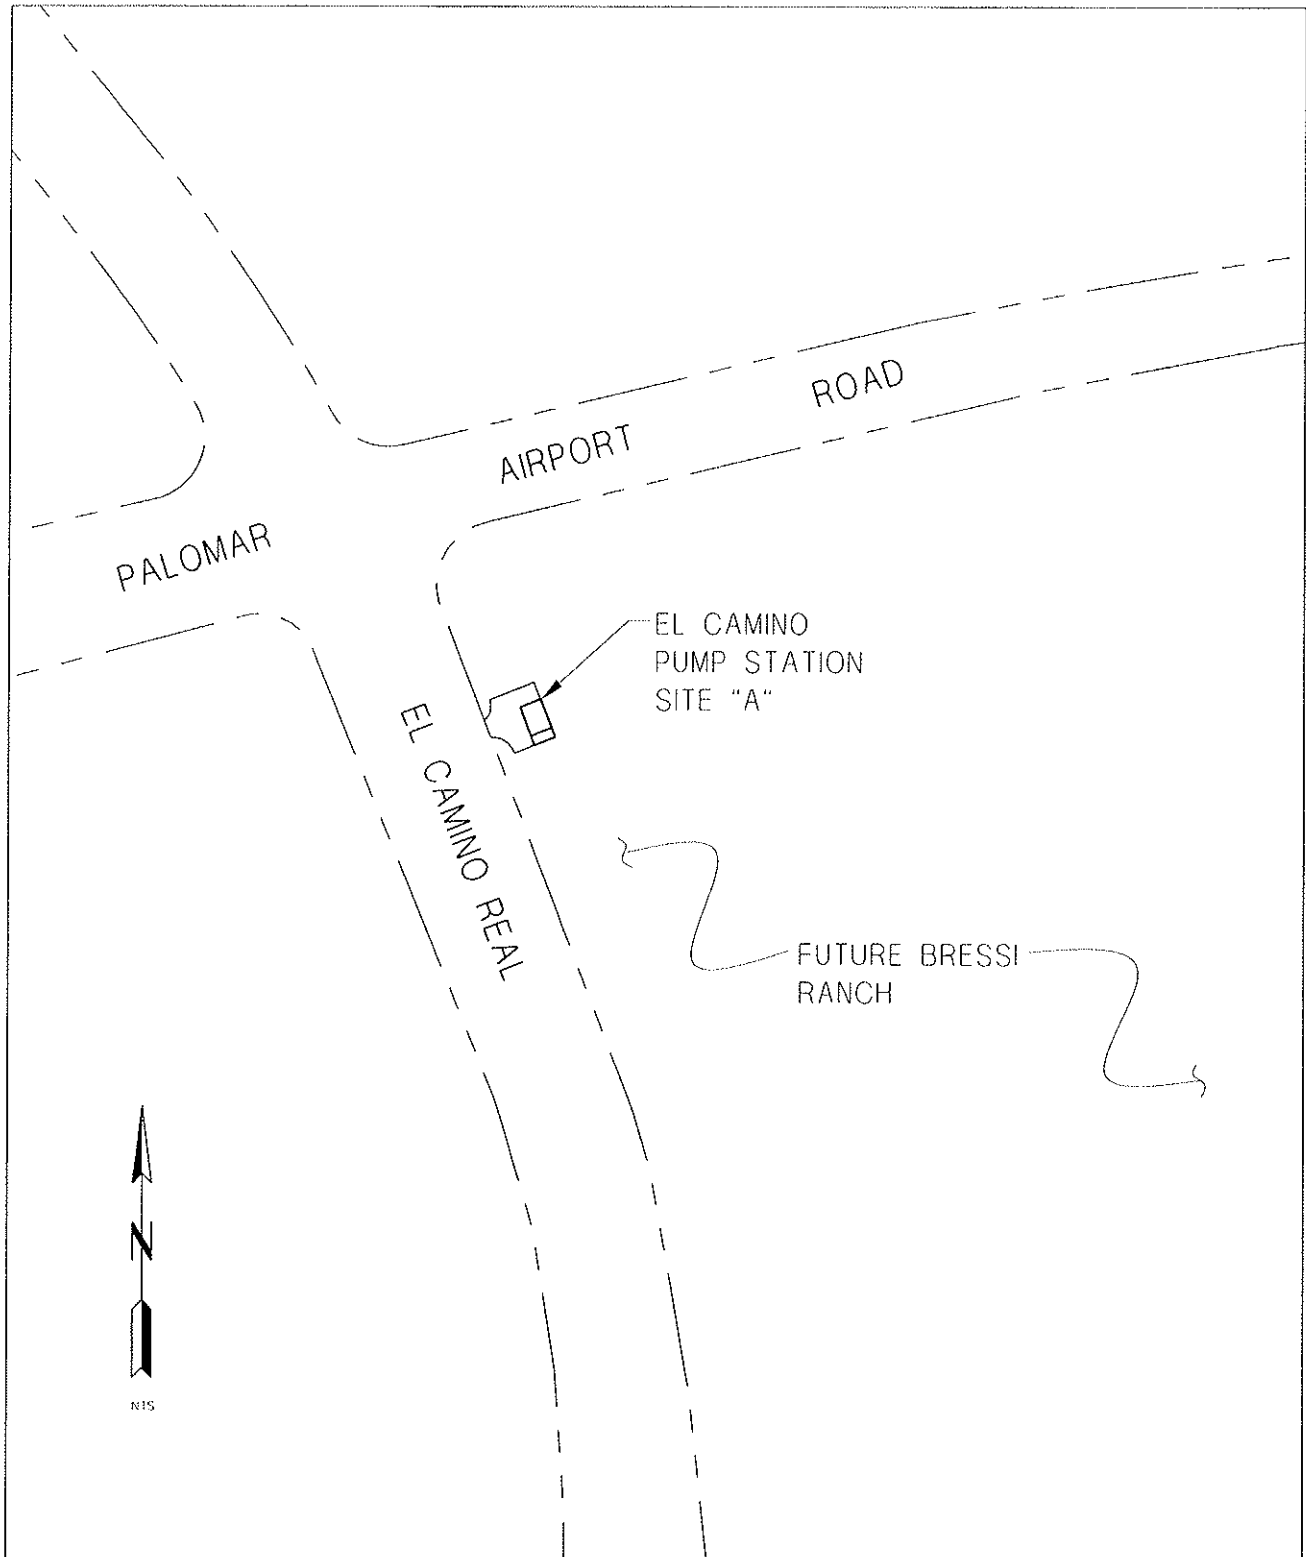 ROAD
AIRPORT
PALOMAR
EL CAMINO
PUMP STATION
SITE "A"
EL CAMINO REAL
FUTURE BRESSI
RANCH
N
NTS